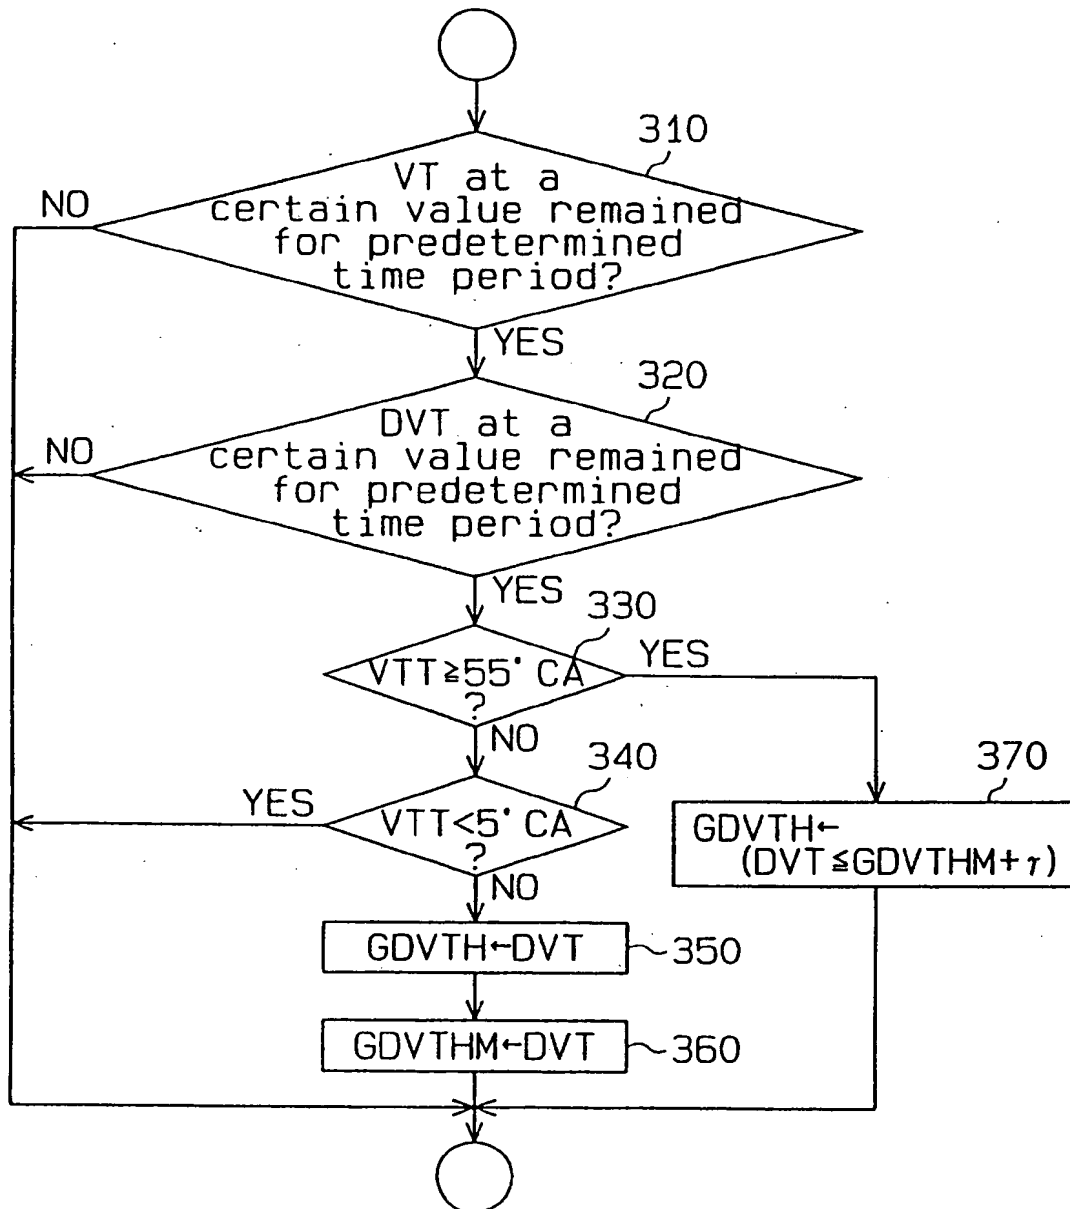 310
VT at a
certain value remained
for predetermined
time period?
NO
YES
320
DVT at a
certain value remained
for predetermined
time period?
NO
YES
330
VTT≧55° CA
?
YES
NO
340
VTT<5° CA
?
YES
NO
370
GDVTH←
(DVT≦GDVTHM+γ)
GDVTH←DVT
350
GDVTHM←DVT
360